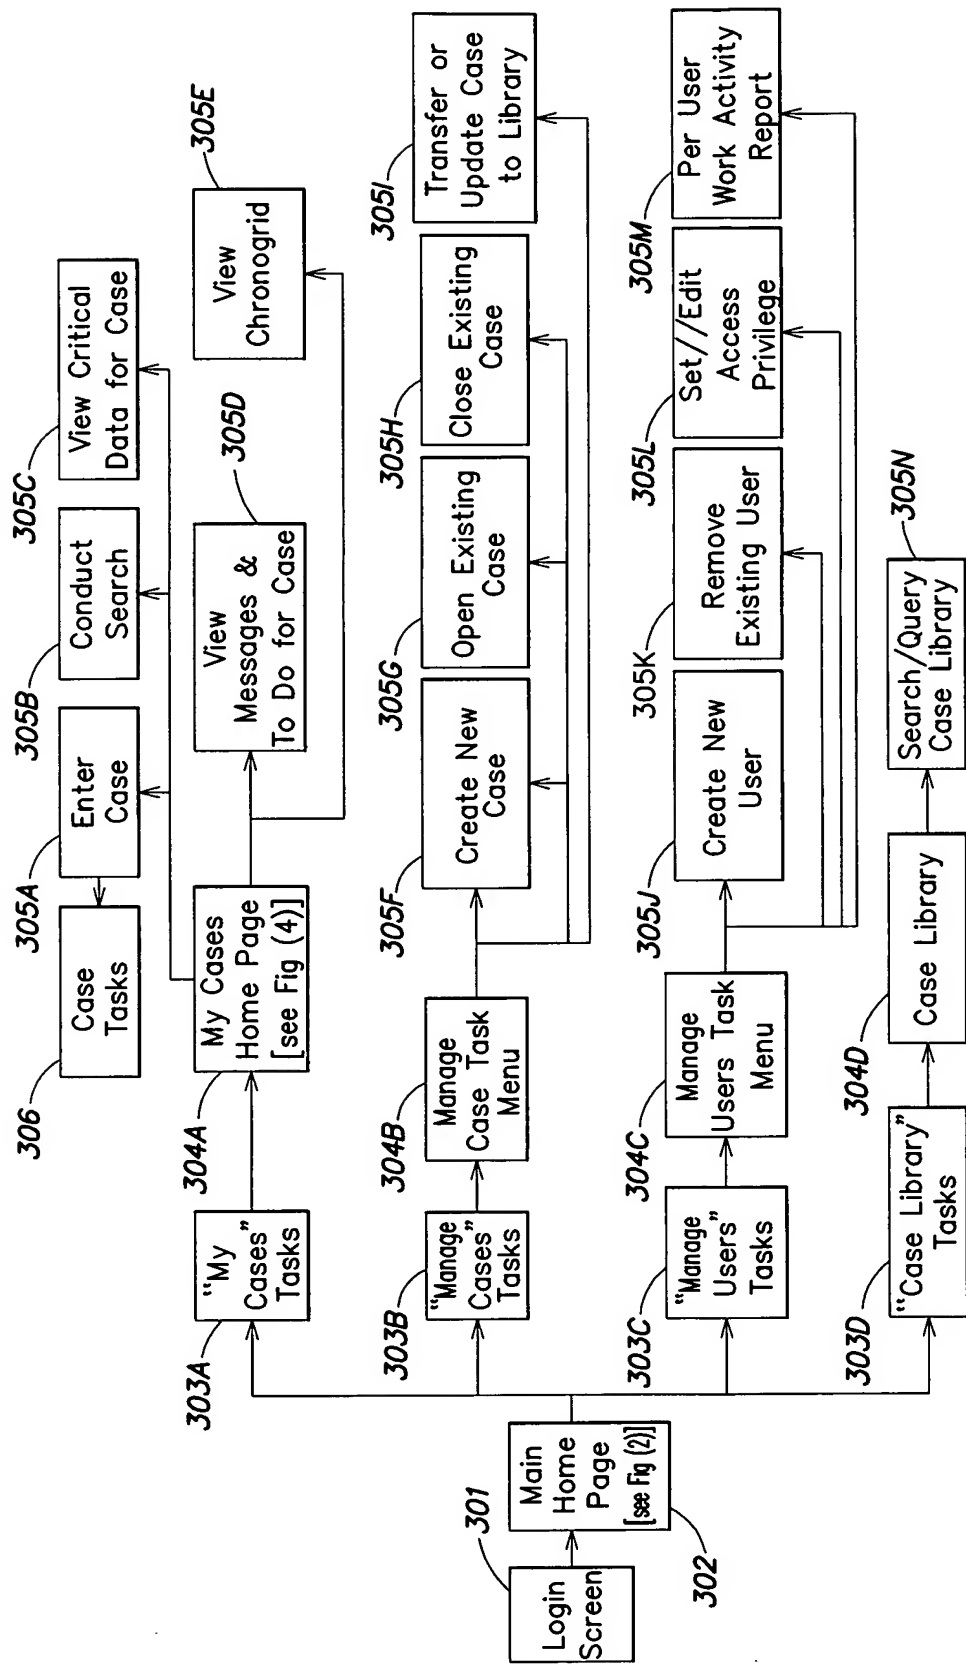 301
Login
Screen
Main
Home
Page
[see Fig (2)]
302
303A
"My
Cases"
Tasks
304A
My Cases
Home Page
[see Fig (4)]
306
Case
Tasks
305A
Enter
Case
305B
Conduct
Search
305C
View Critical
Data for Case
View
Messages &
To Do for Case
305D
View
Chronogrid
305E
303B
"Manage
Cases"
Tasks
304B
Manage
Case Task
Menu
305F
Create New
Case
305G
Open Existing
Case
305H
Close Existing
Case
305I
Transfer or
Update Case
to Library
303C
"Manage
Users"
Tasks
304C
Manage
Users Task
Menu
305J
Create New
User
305K
Remove
Existing User
305L
Set//Edit
Access
Privilege
305M
Per User
Work Activity
Report
303D
"Case Library"
Tasks
304D
Case Library
Search/Query
Case Library
305N